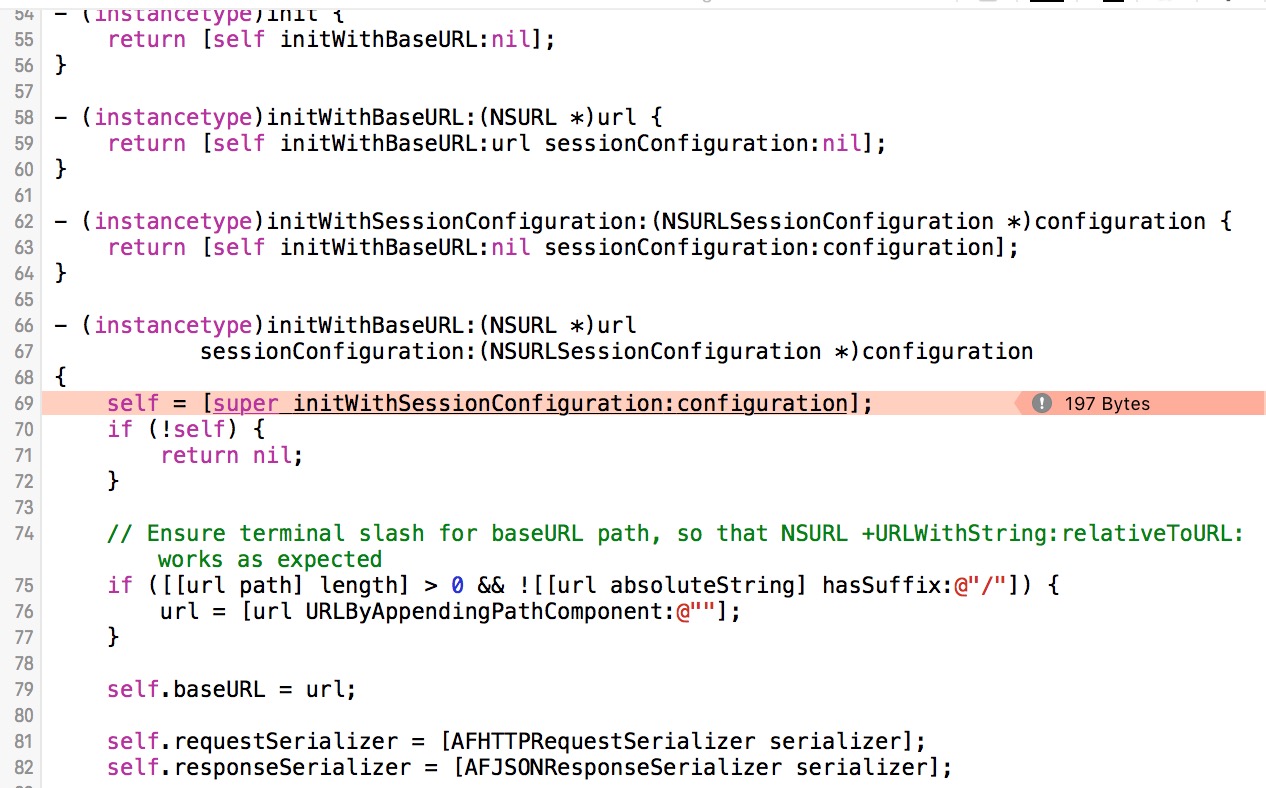 54 - (instancetype)init {
55     return [self initWithBaseURL:nil];
56 }
57
58 - (instancetype)initWithBaseURL:(NSURL *)url {
59     return [self initWithBaseURL:url sessionConfiguration:nil];
60 }
61
62 - (instancetype)initWithSessionConfiguration:(NSURLSessionConfiguration *)configuration {
63     return [self initWithBaseURL:nil sessionConfiguration:configuration];
64 }
65
66 - (instancetype)initWithBaseURL:(NSURL *)url
67            sessionConfiguration:(NSURLSessionConfiguration *)configuration
68 {
69     self = [super initWithSessionConfiguration:configuration]; 197 Bytes
70     if (!self) {
71         return nil;
72     }
73
74     // Ensure terminal slash for baseURL path, so that NSURL +URLWithString:relativeToURL:
works as expected
75     if ([[url path] length] > 0 && ![[url absoluteString] hasSuffix:@"/"]) {
76         url = [url URLByAppendingPathComponent:@""];
77     }
78
79     self.baseURL = url;
80
81     self.requestSerializer = [AFHTTPRequestSerializer serializer];
82     self.responseSerializer = [AFJSONResponseSerializer serializer];